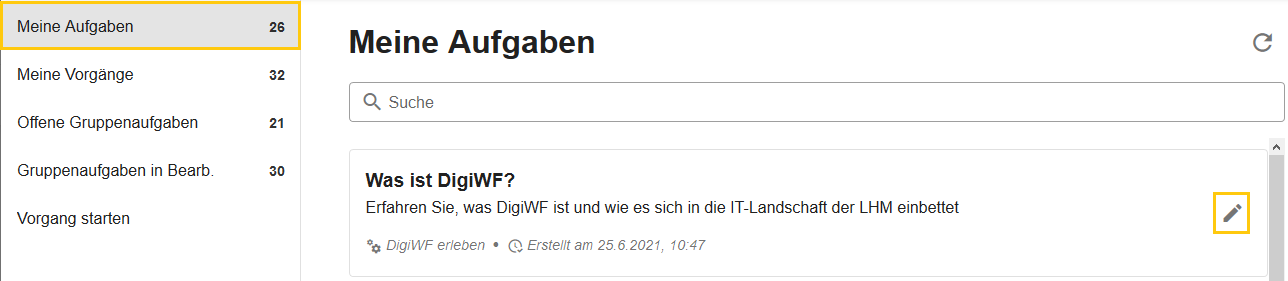 Meine Aufgaben 26
Meine Vorgänge 32
Offene Gruppenaufgaben 21
Gruppenaufgaben in Bearb. 30
Vorgang starten
Meine Aufgaben
Suche
Was ist DigiWF?
Erfahren Sie, was DigiWF ist und wie es sich in die IT-Landschaft der LHM einbettet
DigiWF erleben • Erstellt am 25.6.2021, 10:47